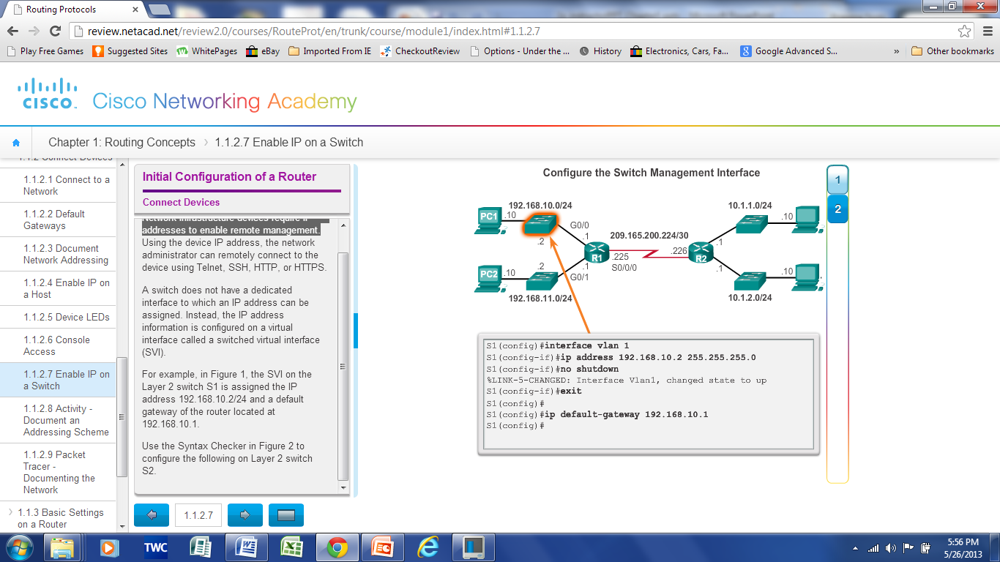 Routing Protocols
review.netacad.net/review2.0/courses/RouteProt/en/trunk/course/module1/index.html#1.1.2.7
Play Free Games
Suggested Sites
WhitePages
eBay
Imported From IE
CheckoutReview
Options - Under the ...
History
Electronics, Cars, Fa...
Google Advanced S...
»
Other bookmarks
CISCO.
Cisco Networking Academy
Chapter 1: Routing Concepts
1.1.2.7 Enable IP on a Switch
1.1.2 Connect Devices
1.1.2.1 Connect to a
Network
1.1.2.2 Default
Gateways
1.1.2.3 Document
Network Addressing
1.1.2.4 Enable IP on
a Host
1.1.2.5 Device LEDs
1.1.2.6 Console
Access
1.1.2.7 Enable IP on
a Switch
1.1.2.8 Activity -
Document an
Addressing Scheme
1.1.2.9 Packet
Tracer -
Documenting the
Network
1.1.3 Basic Settings
on a Router
Initial Configuration of a Router
Connect Devices
Network infrastructure devices require IP
addresses to enable remote management.
Using the device IP address, the network
administrator can remotely connect to the
device using Telnet, SSH, HTTP, or HTTPS.
A switch does not have a dedicated
interface to which an IP address can be
assigned. Instead, the IP address
information is configured on a virtual
interface called a switched virtual interface
(SVI).
For example, in Figure 1, the SVI on the
Layer 2 switch S1 is assigned the IP
address 192.168.10.2/24 and a default
gateway of the router located at
192.168.10.1.
Use the Syntax Checker in Figure 2 to
configure the following on Layer 2 switch
S2.
1.1.2.7
Configure the Switch Management Interface
1
2
192.168.10.0/24
PC1
.10
.2
G0/0
.1
209.165.200.224/30
R1
.225
S0/0/0
.226
R2
10.1.1.0/24
.10
.1
PC2
.10
.2
.1
G0/1
192.168.11.0/24
.1
.10
10.1.2.0/24
S1(config)#interface vlan 1
S1(config-if)#ip address 192.168.10.2 255.255.255.0
S1(config-if)#no shutdown
%LINK-5-CHANGED: Interface Vlan1, changed state to up
S1(config-if)#exit
S1(config)#
S1(config)#ip default-gateway 192.168.10.1
S1(config)#
TWC
5:56 PM
5/26/2013